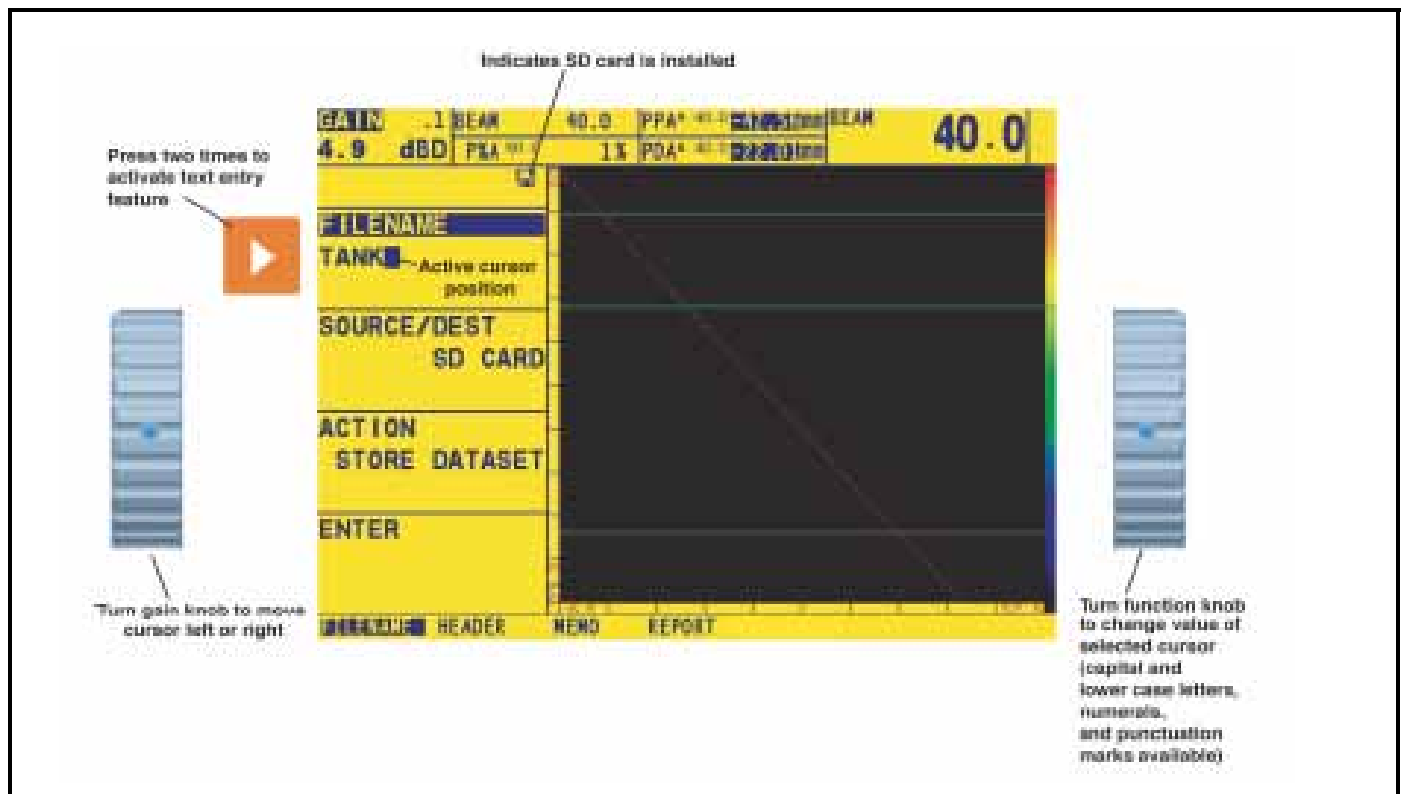 Indicates SD card is installed
GAIN .1 BEAM 40.0 PPA^ BEAM 40.0
4.9 dBD P%A 1% PDA^
Press two times to
activate text entry
feature
FILENAME
TANK
Active cursor
position
SOURCE/DEST
SD CARD
ACTION
STORE DATASET
ENTER
Turn gain knob to move
cursor left or right
FILENAME HEADER MEMO REPORT
Turn function knob
to change value of
selected cursor
(capital and
lower case letters,
numerals,
and punctuation
marks available)